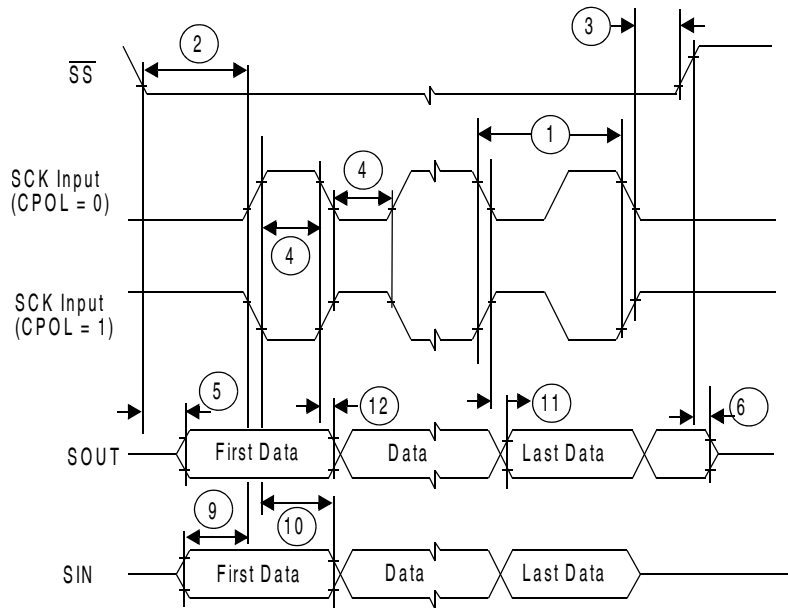 2
3
SS
1
SCK Input
(CPOL = 0)
4
4
SCK Input
(CPOL = 1)
5
12
11
6
SOUT
First Data
Data
Last Data
9
10
SIN
First Data
Data
Last Data